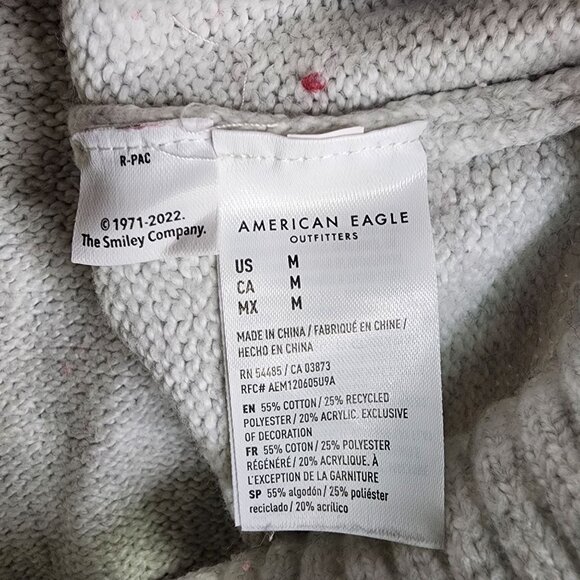 R-PAC
©1971-2022.
The Smiley Company.
AMERICAN EAGLE
OUTFITTERS
US M
CA M
MX M
MADE IN CHINA / FABRIQUÉ EN CHINE /
HECHO EN CHINA
RN 54485 / CA 03873
RFC# AEM120605U9A
EN 55% COTTON / 25% RECYCLED
POLYESTER / 20% ACRYLIC. EXCLUSIVE
OF DECORATION
FR 55% COTON / 25% POLYESTER
RÉGÉNÉRÉ / 20% ACRYLIQUE. À
L'EXCEPTION DE LA GARNITURE
SP 55% algodón / 25% poliéster
reciclado / 20% acrílico